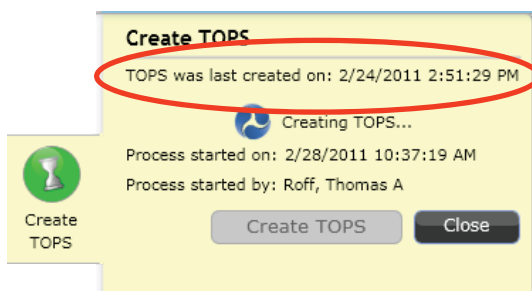 Create TOPS
TOPS was last created on: 2/24/2011 2:51:29 PM
Creating TOPS...
Process started on: 2/28/2011 10:37:19 AM
Process started by: Roff, Thomas A
Create TOPS
Close
Create
TOPS